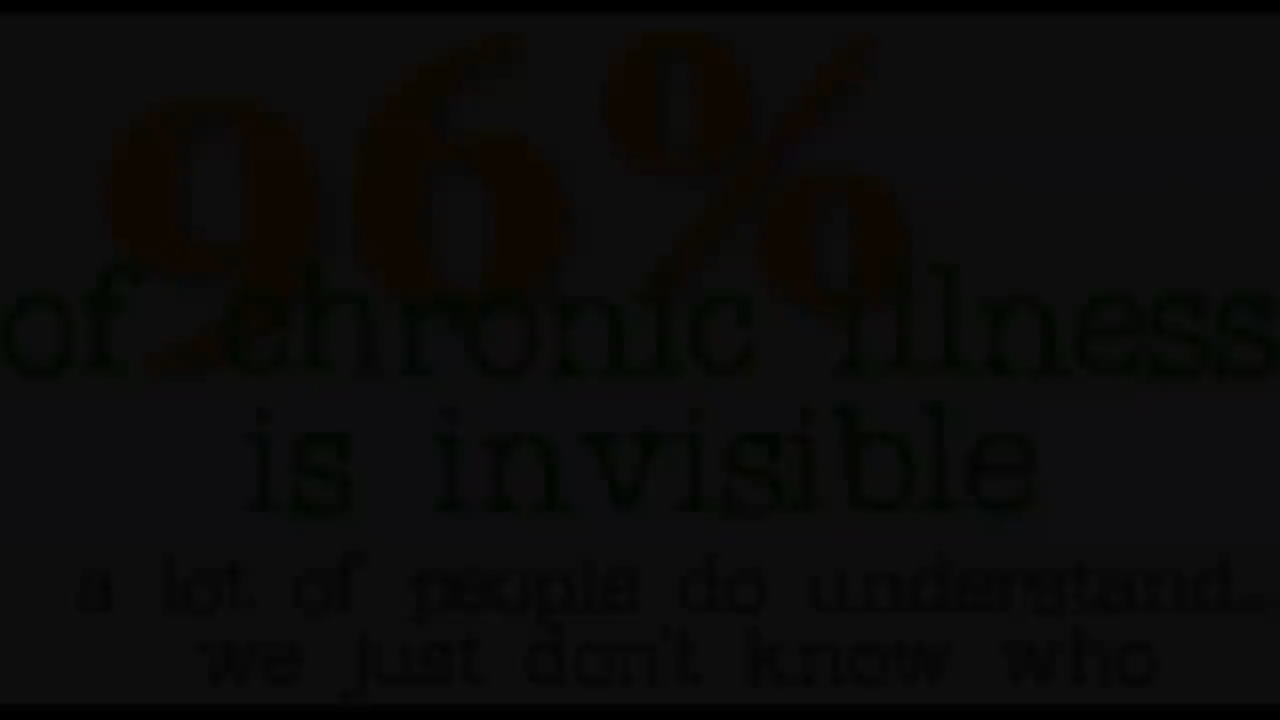 96%
of chronic illness
is invisible
a lot of people do understand..
we just don't know who